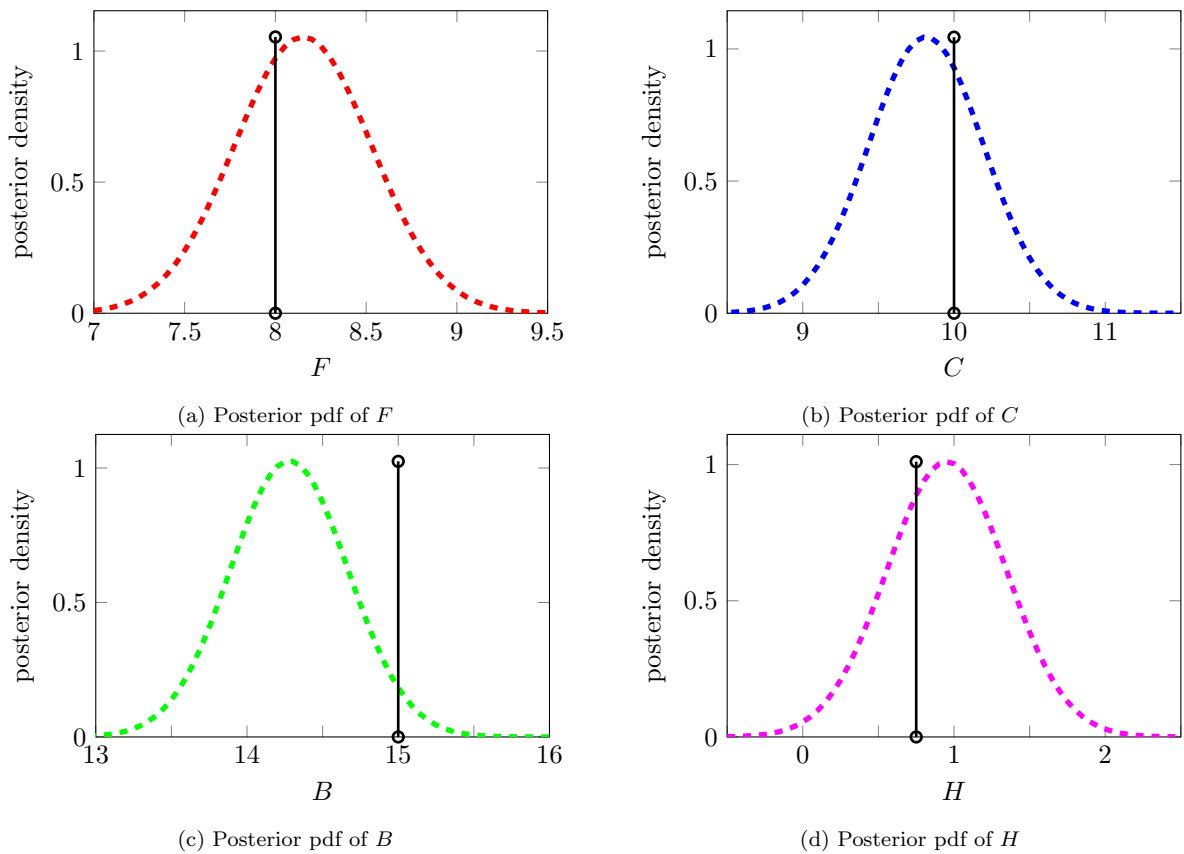 posterior density
1
0.5
0
7 7.5 8 8.5 9 9.5
F
(a) Posterior pdf of F
posterior density
1
0.5
0
9 10 11
C
(b) Posterior pdf of C
posterior density
1
0.5
0
13 14 15 16
B
(c) Posterior pdf of B
posterior density
1
0.5
0
0 1 2
H
(d) Posterior pdf of H